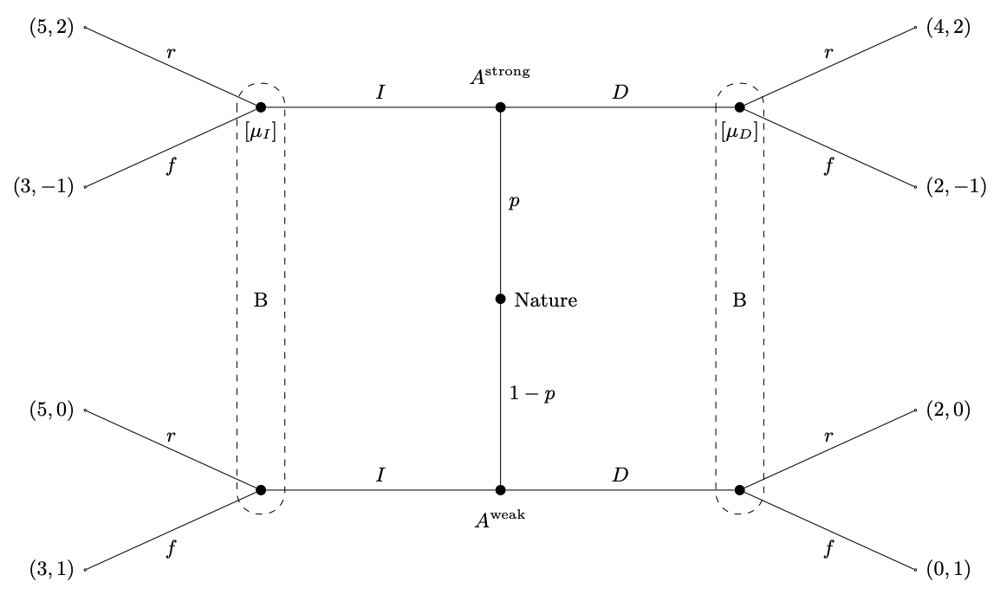 (5, 2)
(4, 2)
r
r
A^strong
I
D
[μ_I]
[μ_D]
f
f
(3, −1)
(2, −1)
p
B
Nature
B
1 − p
(5, 0)
(2, 0)
r
r
I
D
A^weak
f
f
(3, 1)
(0, 1)